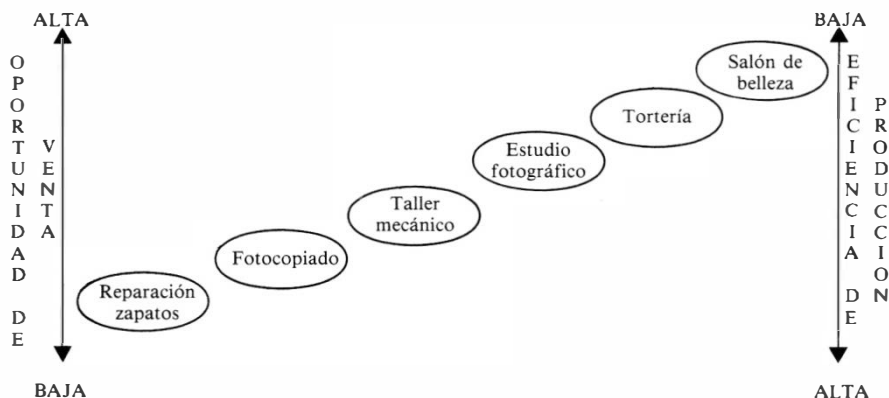 ALTA
BAJA
OPORTUNIDAD DE
VENTA
Salón de
belleza
Tortería
Estudio
fotográfico
Taller
mecánico
Fotocopiado
Reparación
zapatos
EFICIENCIA DE
PRODUCCION
BAJA
ALTA